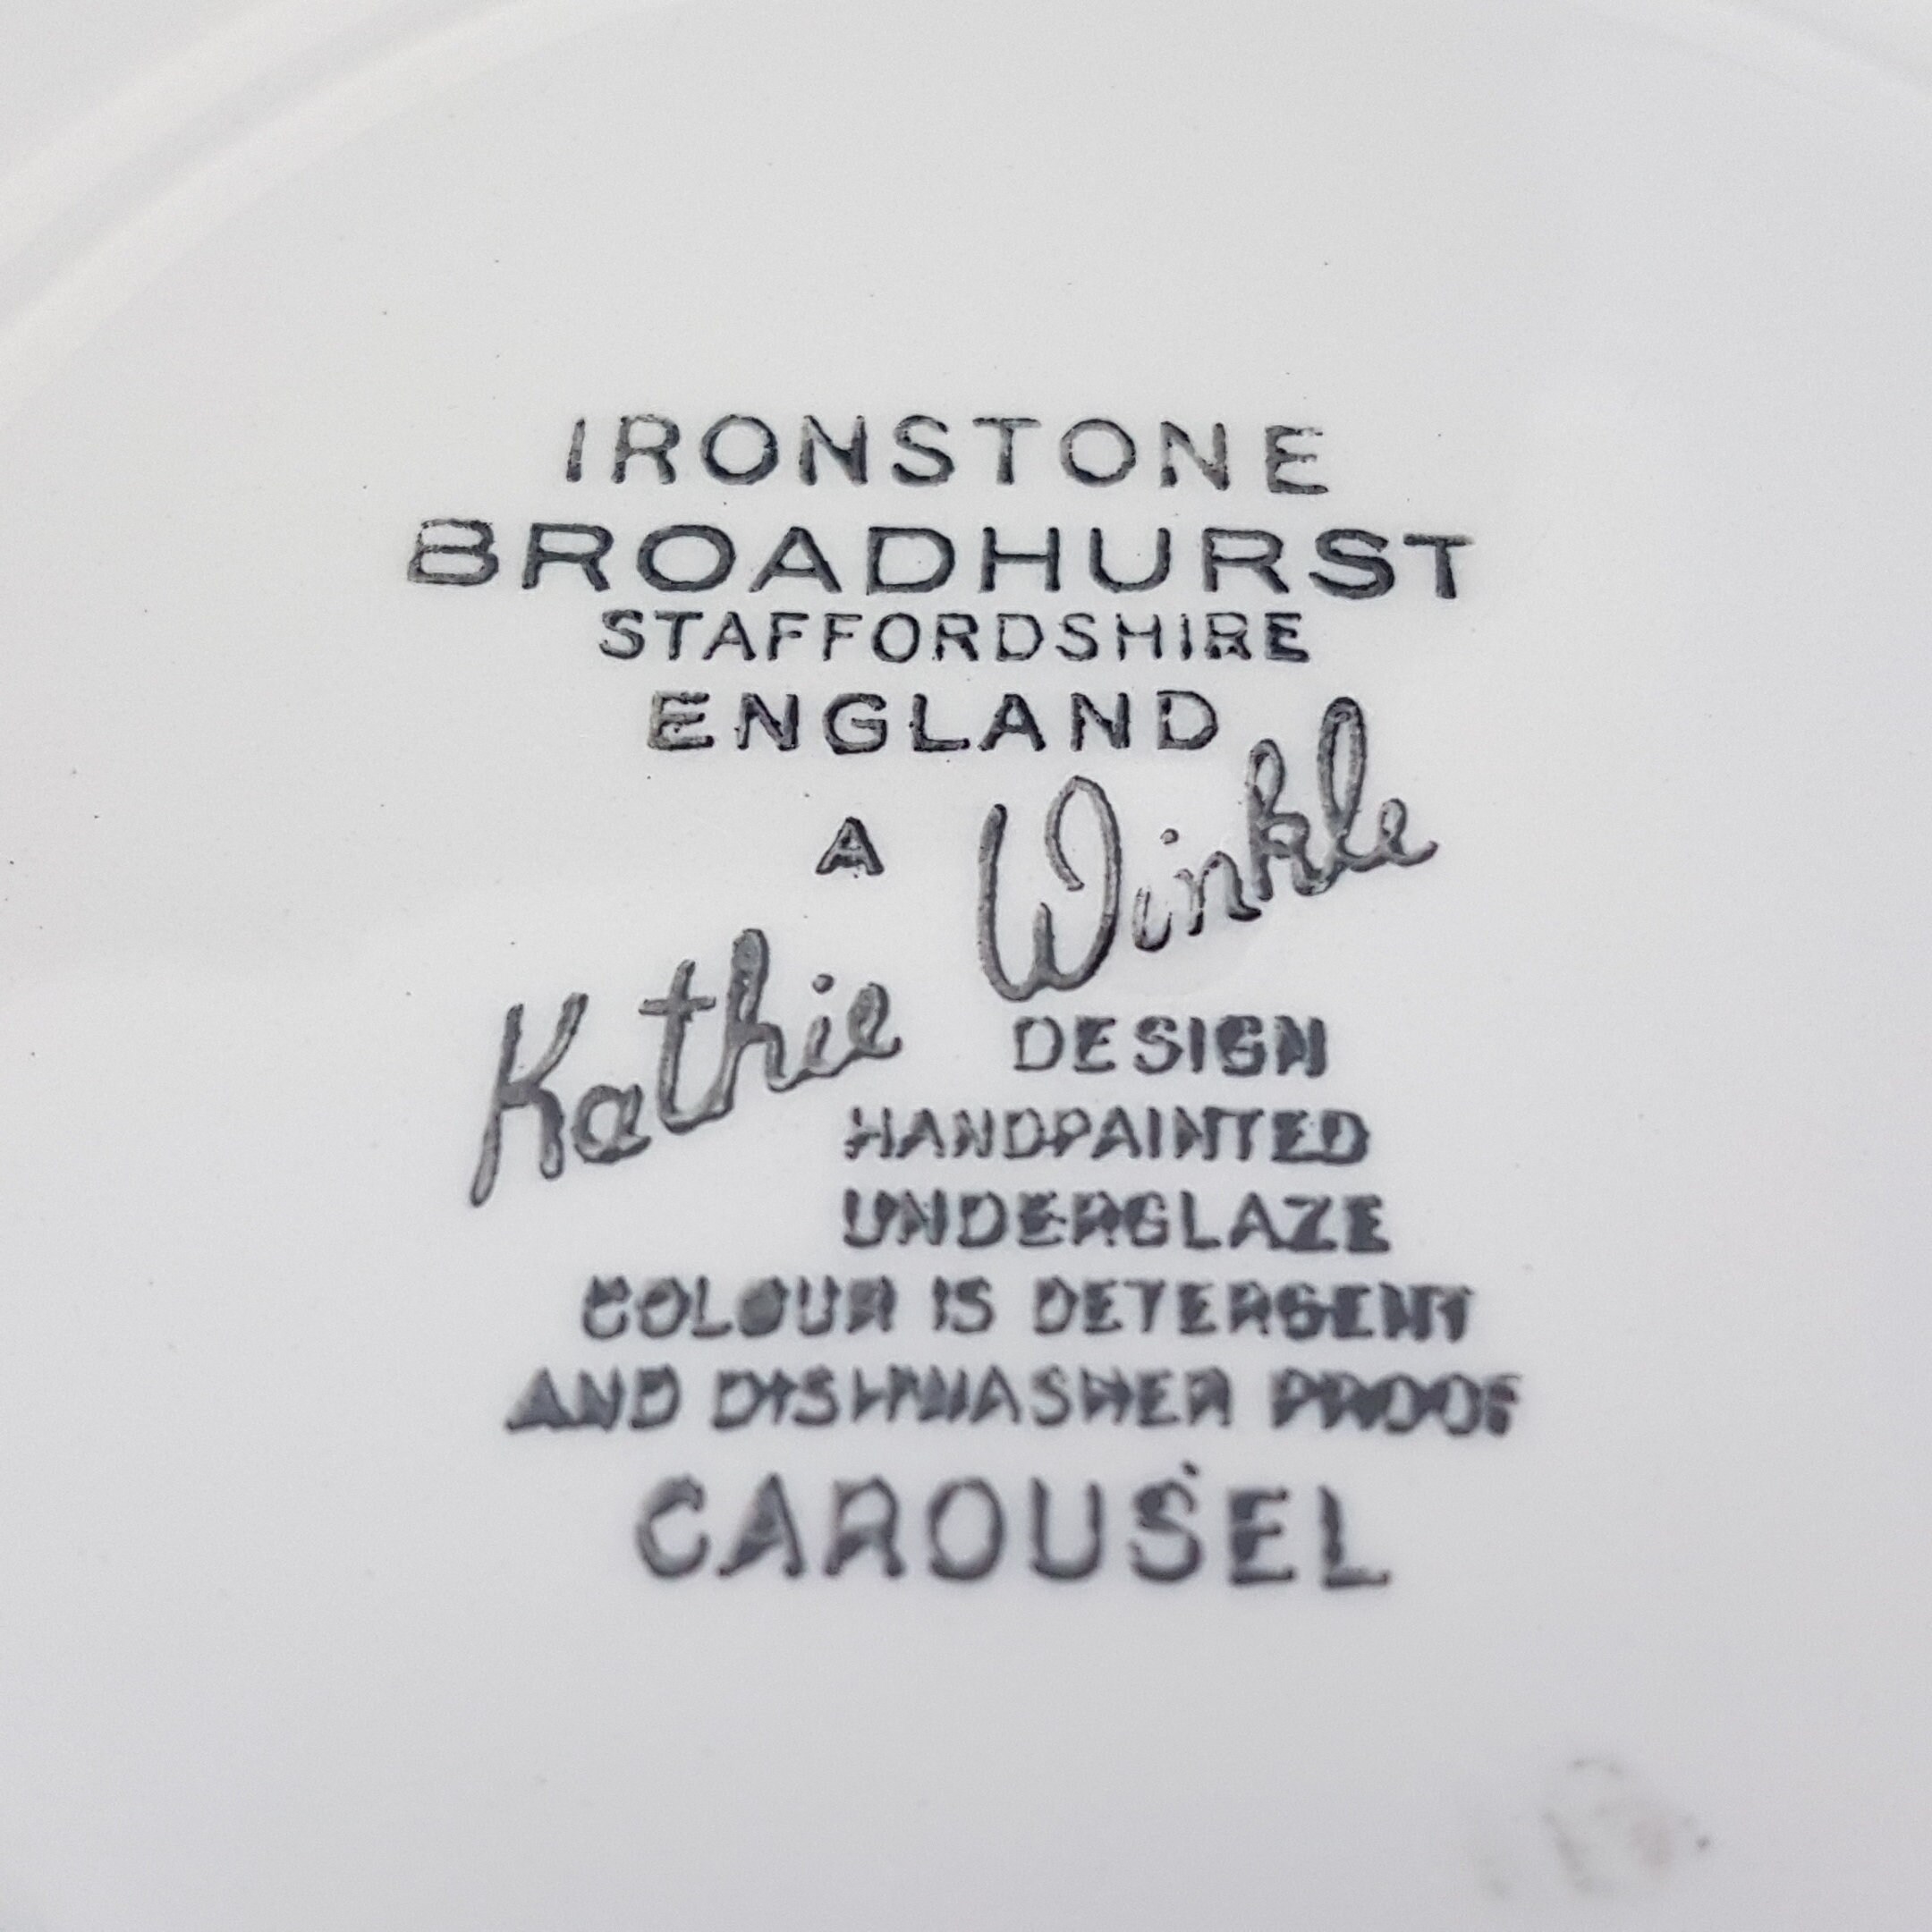 IRONSTONE
BROADHURST
STAFFORDSHIRE
ENGLAND
A
Kathie Winkle
DESIGN
HANDPAINTED
UNDERGLAZE
COLOUR IS DETERGENT
AND DISHWASHER PROOF
CAROUSEL